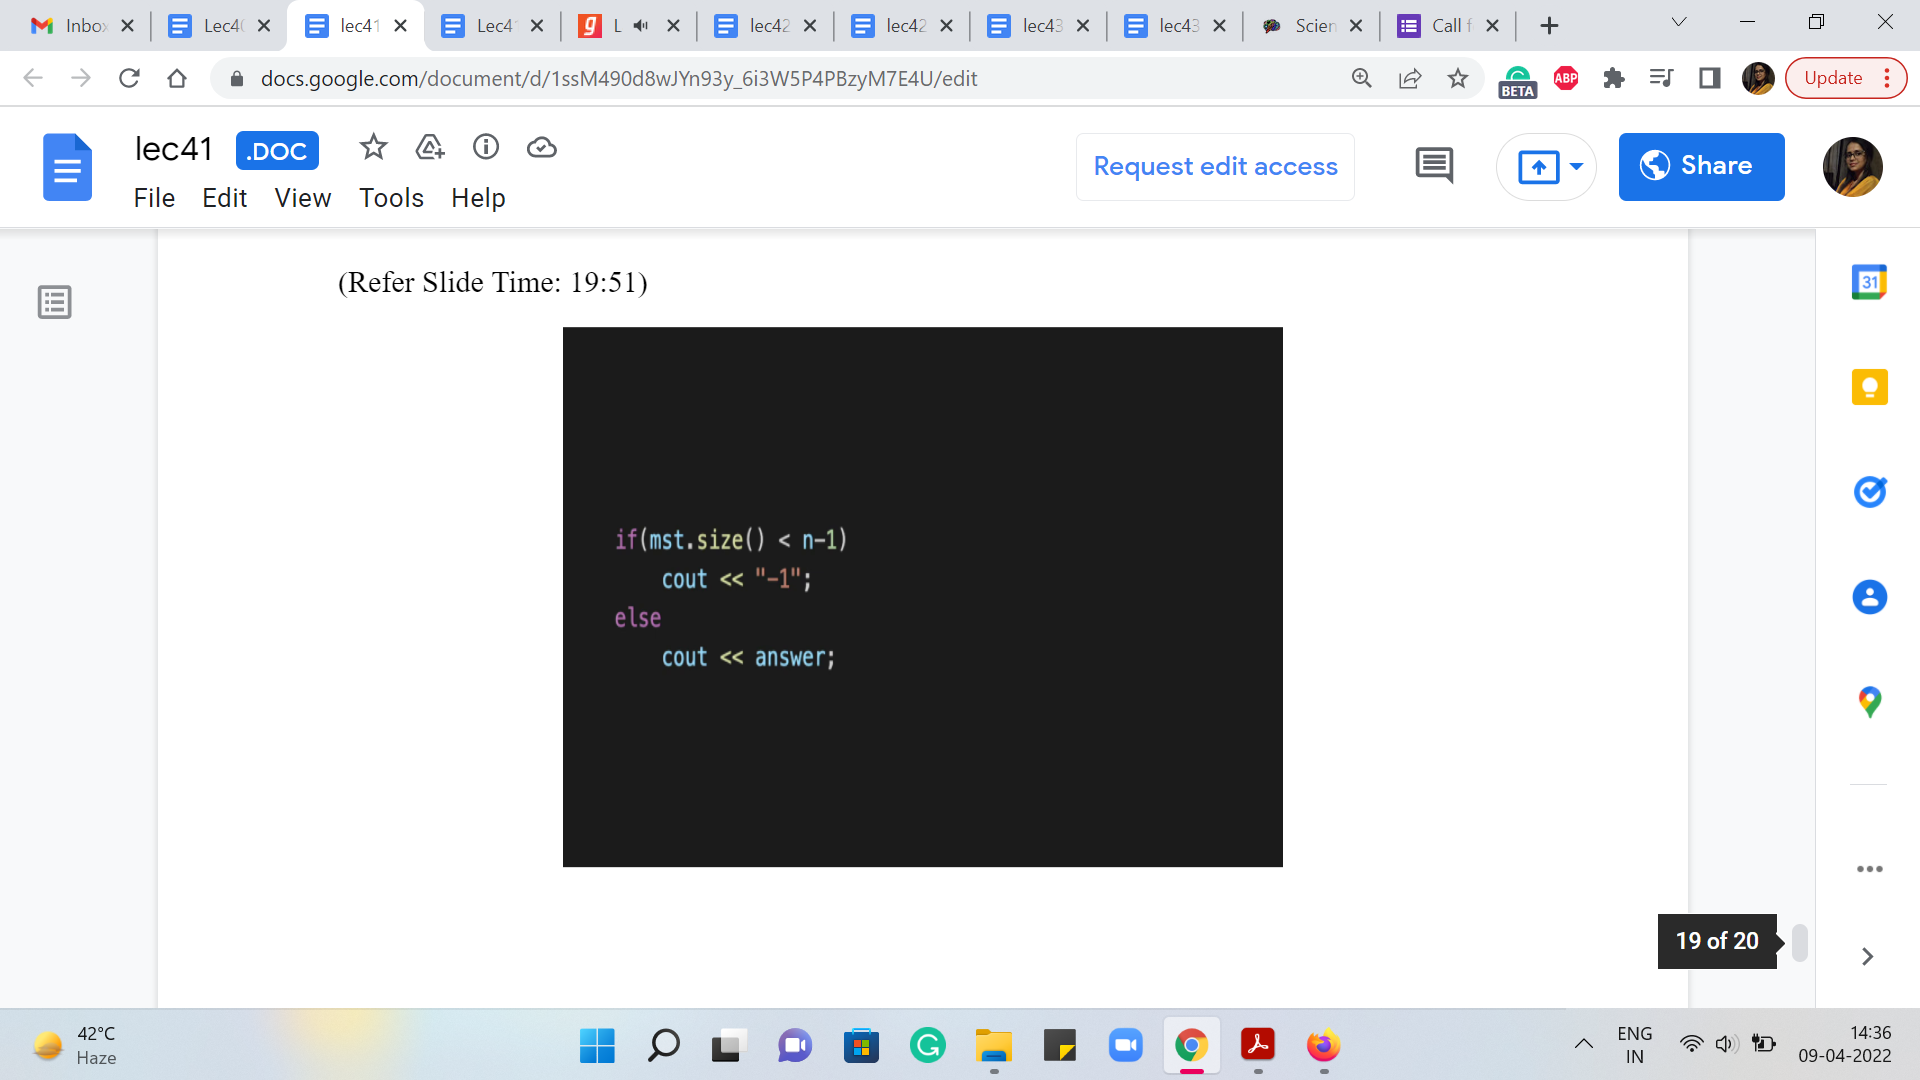 Inbo
Lec4
lec41
Lec4
L
lec42
lec42
lec43
lec43
Scien
Call f
docs.google.com/document/d/1ssM490d8wJYn93y_6i3W5P4PBzyM7E4U/edit
BETA
ABP
Update
lec41
.DOC
File Edit View Tools Help
Request edit access
Share
(Refer Slide Time: 19:51)
31
if(mst.size() < n-1)
cout << "-1";
else
cout << answer;
19 of 20
42°C
Haze
ENG
IN
14:36
09-04-2022